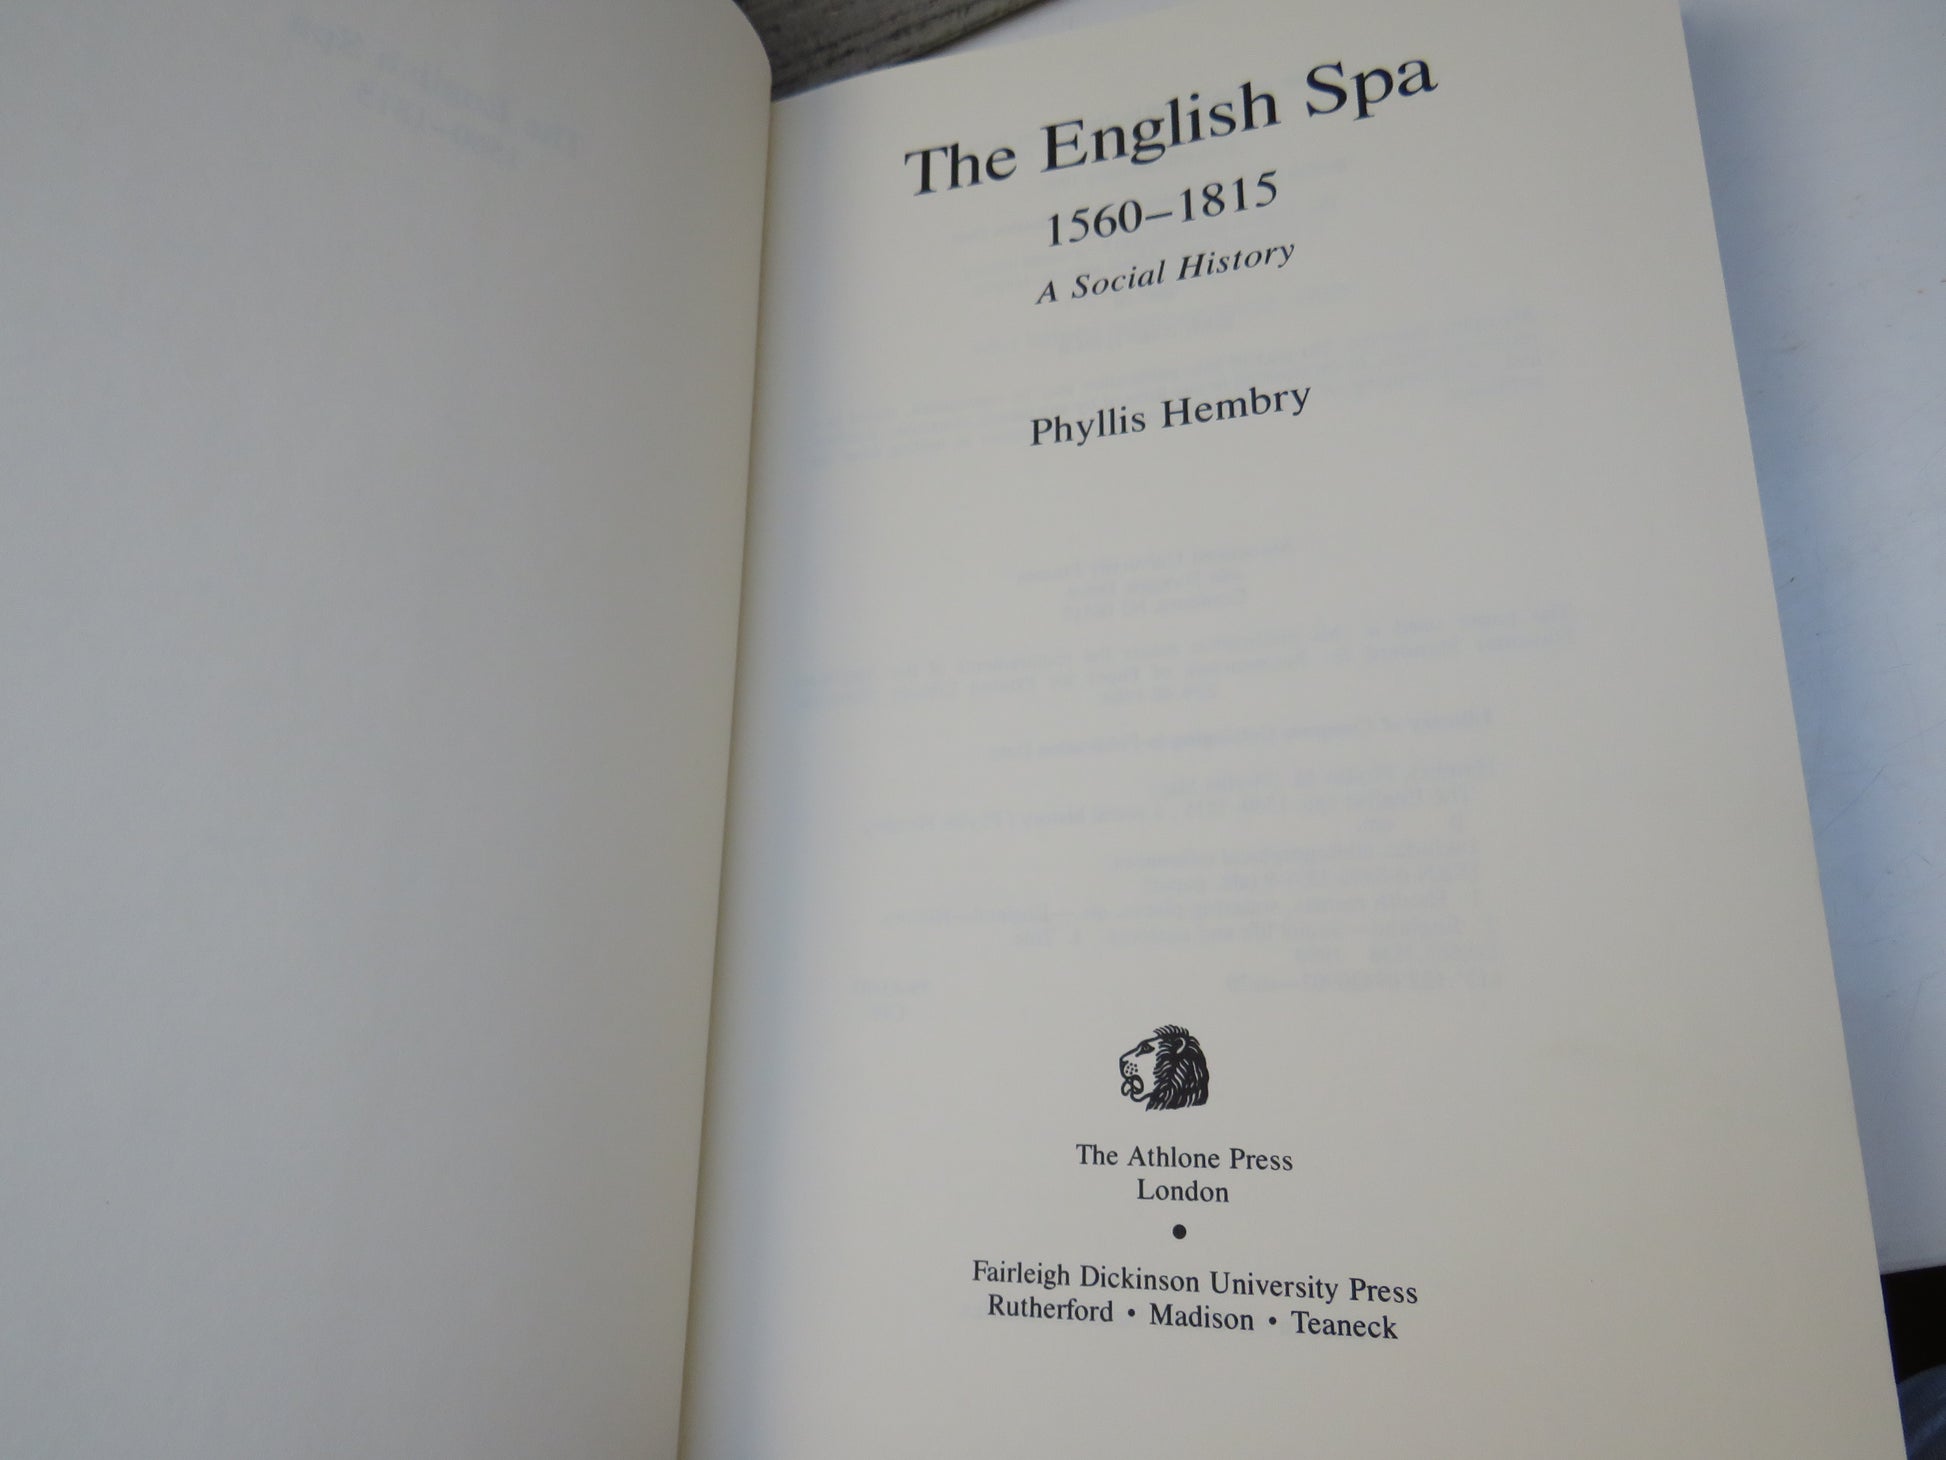 The English Spa
1560–1815
A Social History
Phyllis Hembry
The Athlone Press
London
•
Fairleigh Dickinson University Press
Rutherford • Madison • Teaneck